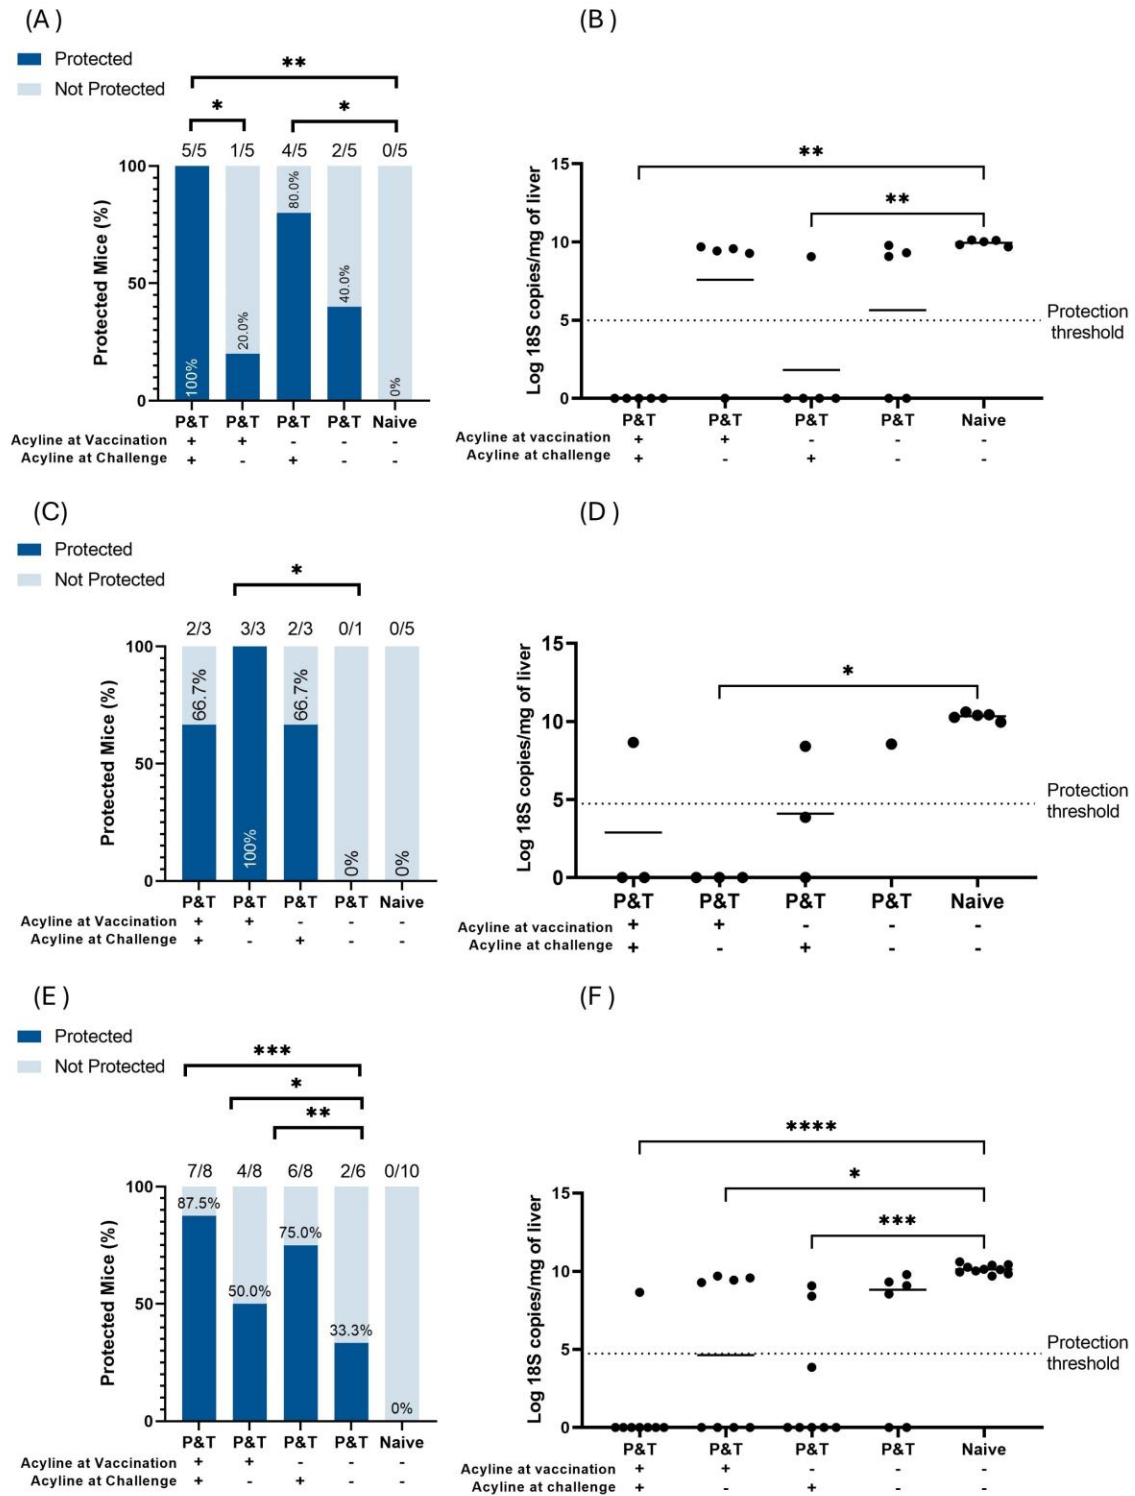 (A)
Protected
Not Protected
**
*
*
5/5 1/5 4/5 2/5 0/5
100
50
0
Protected Mice (%)
100%
20.0%
80.0%
40.0%
0%
P&T P&T P&T P&T Naive
Acyline at Vaccination + + - - -
Acyline at Challenge + - + - -
(B)
**
**
15
10
5
0
Log 18S copies/mg of liver
Protection
threshold
P&T P&T P&T P&T Naive
Acyline at vaccination + + - - -
Acyline at challenge + - + - -
(C)
Protected
Not Protected
*
2/3 3/3 2/3 0/1 0/5
100
50
0
Protected Mice (%)
66.7%
100%
66.7%
0%
0%
P&T P&T P&T P&T Naive
Acyline at Vaccination + + - - -
Acyline at Challenge + - + - -
(D)
*
15
10
5
0
Log 18S copies/mg of liver
Protection
threshold
P&T P&T P&T P&T Naive
Acyline at vaccination + + - - -
Acyline at challenge + - + - -
(E )
Protected
Not Protected
***
*
**
7/8 4/8 6/8 2/6 0/10
100
50
0
Protected Mice (%)
87.5%
50.0%
75.0%
33.3%
0%
P&T P&T P&T P&T Naive
Acyline at Vaccination + + - - -
Acyline at Challenge + - + - -
(F )
****
*
***
15
10
5
0
Log 18S copies/mg of liver
Protection
threshold
P&T P&T P&T P&T Naive
Acyline at vaccination + + - - -
Acyline at challenge + - + - -